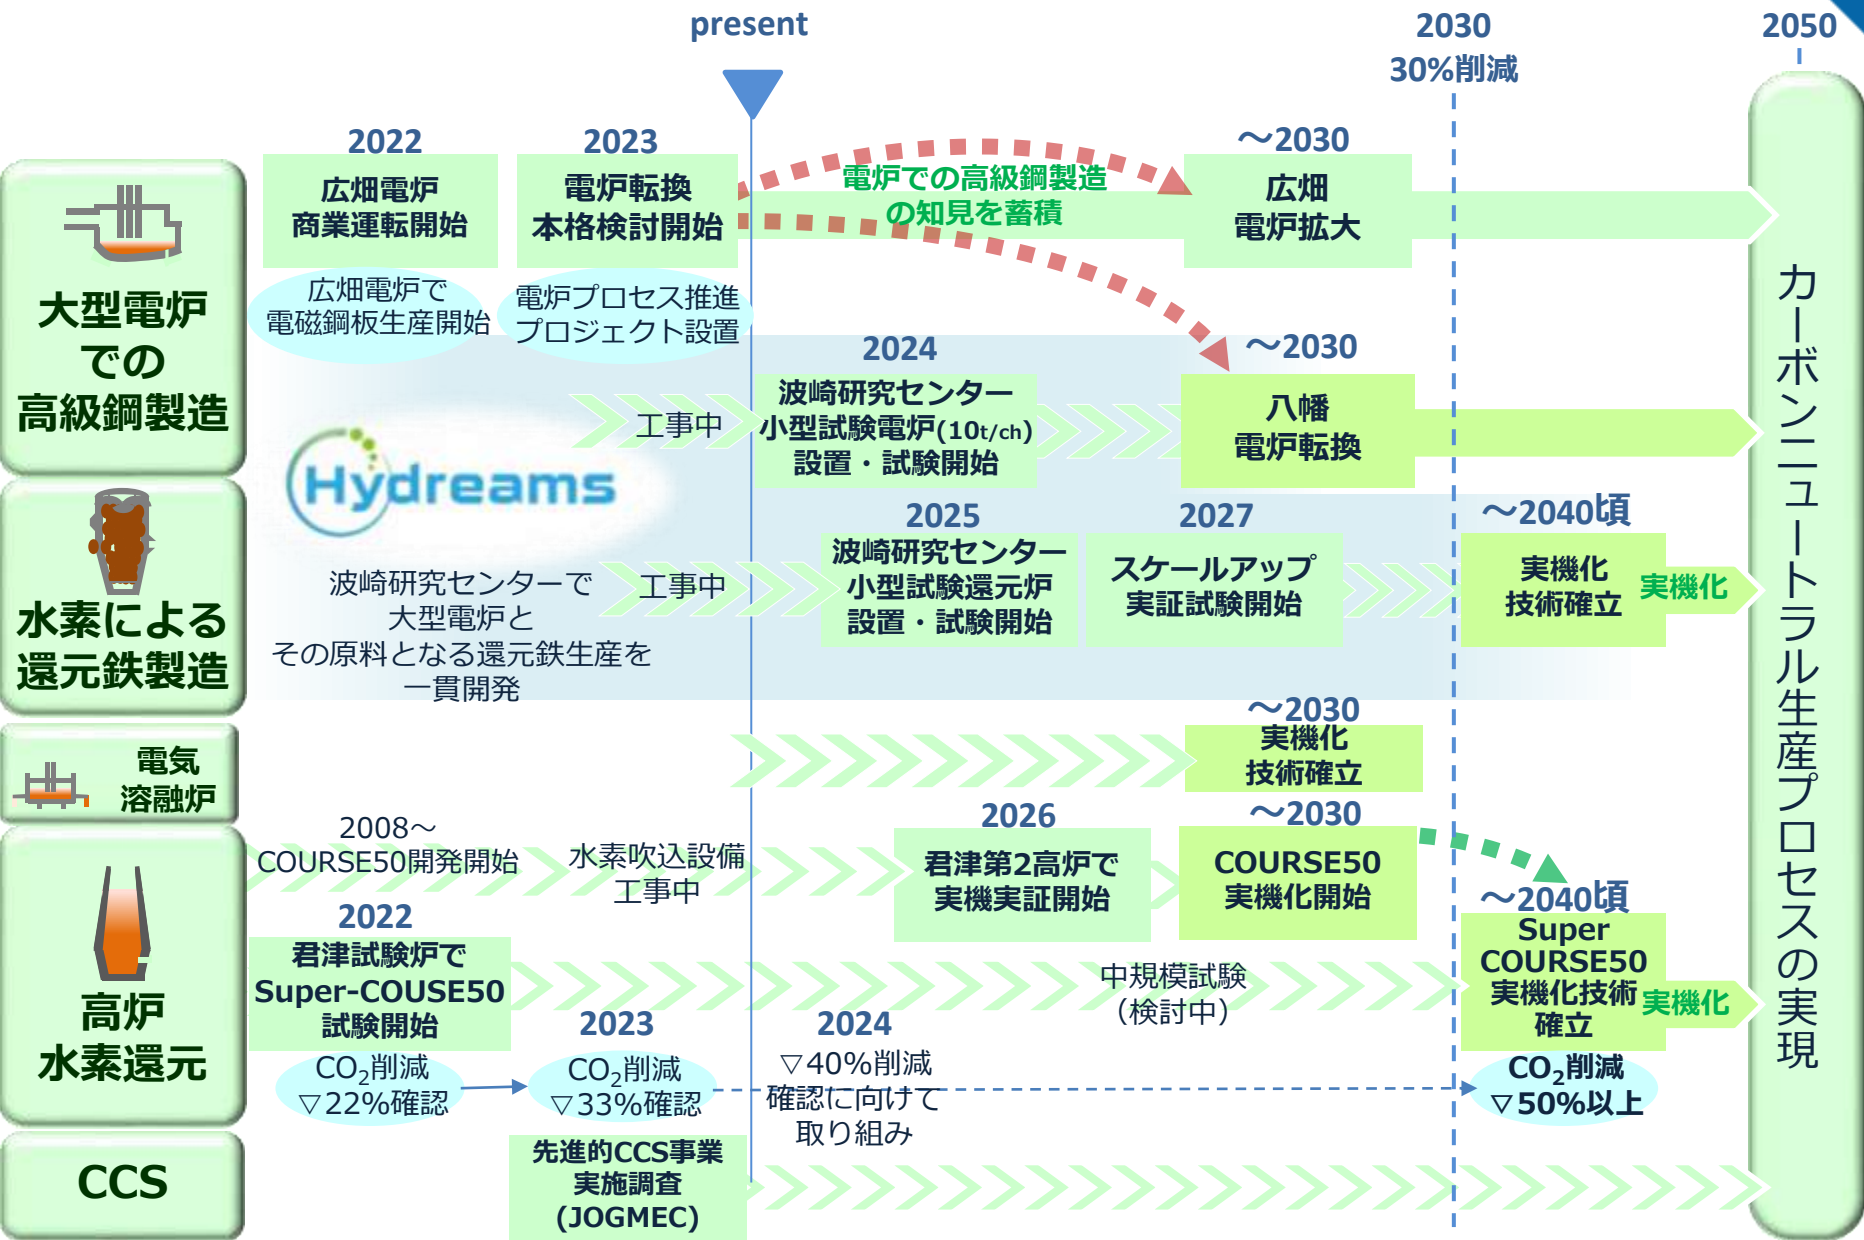 present
2030
30%削減
2050
大型電炉
での
高級鋼製造
2022
広畑電炉
商業運転開始
広畑電炉で
電磁鋼板生産開始
2023
電炉転換
本格検討開始
電炉プロセス推進
プロジェクト設置
電炉での高級鋼製造
の知見を蓄積
～2030
広畑
電炉拡大
工事中
2024
波崎研究センター
小型試験電炉(10t/ch)
設置・試験開始
～2030
八幡
電炉転換
Hydreams
波崎研究センターで
大型電炉と
その原料となる還元鉄生産を
一貫開発
水素による
還元鉄製造
工事中
2025
波崎研究センター
小型試験還元炉
設置・試験開始
2027
スケールアップ
実証試験開始
～2040頃
実機化
技術確立
実機化
電気
溶融炉
～2030
実機化
技術確立
高炉
水素還元
2008～
COURSE50開発開始
水素吹込設備
工事中
2026
君津第2高炉で
実機実証開始
～2030
COURSE50
実機化開始
2022
君津試験炉で
Super-COUSE50
試験開始
中規模試験
（検討中）
～2040頃
Super
COURSE50
実機化技術
確立
実機化
CO₂削減
▽22%確認
2023
CO₂削減
▽33%確認
2024
▽40%削減
確認に向けて
取り組み
CO₂削減
▽50%以上
CCS
先進的CCS事業
実施調査
(JOGMEC)
カーボンニュートラル生産プロセスの実現